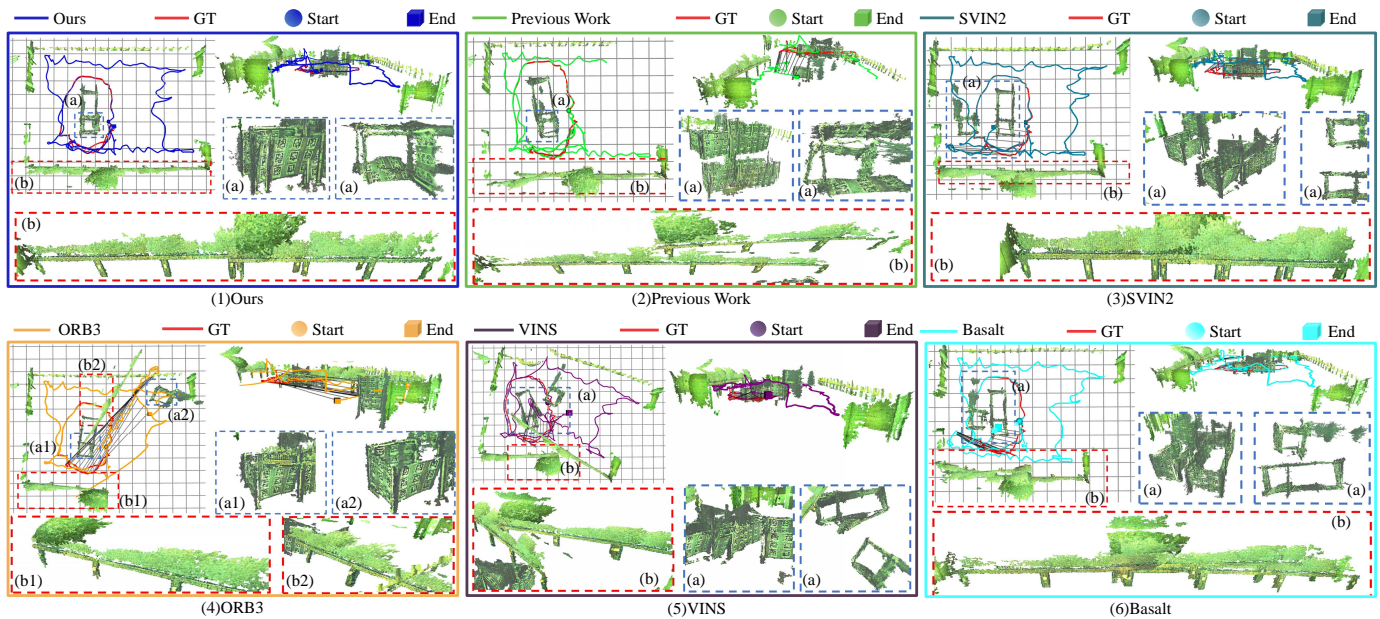 Ours GT Start End
Previous Work GT Start End
SVIN2 GT Start End
(a)
(b)
(a)
(a)
(b)
(1)Ours
(a)
(b)
(a)
(a)
(b)
(2)Previous Work
(a)
(b)
(a)
(a)
(b)
(3)SVIN2
ORB3 GT Start End
VINS GT Start End
Basalt GT Start End
(b2)
(a2)
(a1)
(b1)
(a1)
(a2)
(b1)
(b2)
(4)ORB3
(a)
(b)
(b)
(a)
(a)
(5)VINS
(a)
(b)
(a)
(a)
(b)
(6)Basalt